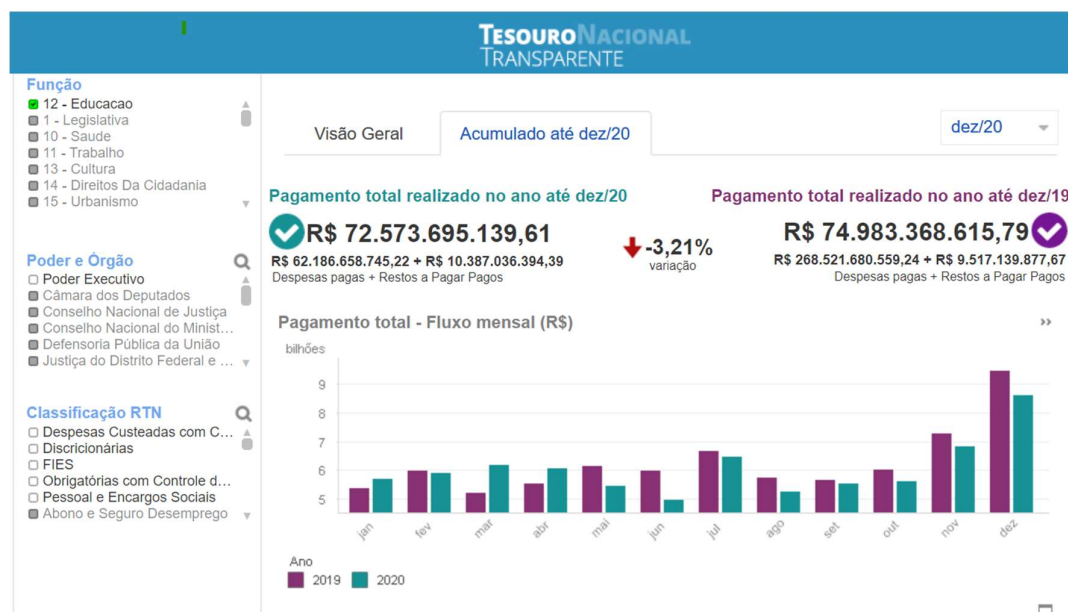 TESOURO NACIONAL
TRANSPARENTE
Função
12 - Educacao
1 - Legislativa
10 - Saude
11 - Trabalho
13 - Cultura
14 - Direitos Da Cidadania
15 - Urbanismo
Poder e Órgão
Poder Executivo
Câmara dos Deputados
Conselho Nacional de Justiça
Conselho Nacional do Minist...
Defensoria Pública da União
Justiça do Distrito Federal e ...
Classificação RTN
Despesas Custeadas com C...
Discricionárias
FIES
Obrigatórias com Controle d...
Pessoal e Encargos Sociais
Abono e Seguro Desemprego
Visão Geral
Acumulado até dez/20
dez/20
Pagamento total realizado no ano até dez/20
R$ 72.573.695.139,61
R$ 62.186.658.745,22 + R$ 10.387.036.394,39
Despesas pagas + Restos a Pagar Pagos
-3,21%
variação
Pagamento total realizado no ano até dez/19
R$ 74.983.368.615,79
R$ 268.521.680.559,24 + R$ 9.517.139.877,67
Despesas pagas + Restos a Pagar Pagos
Pagamento total - Fluxo mensal (R$)
››
bilhões
9
8
7
6
5
jan fev mar abr mai jun jul ago set out nov dez
Ano
2019 2020